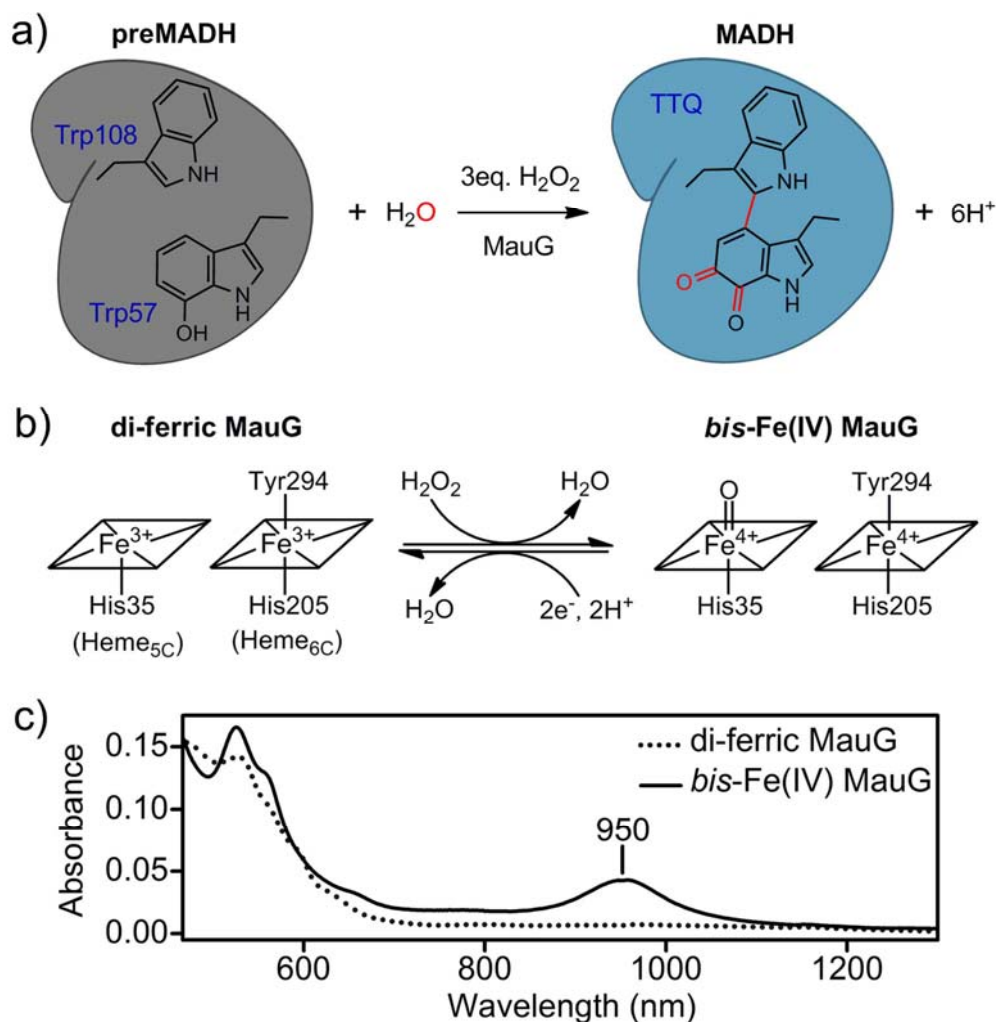 a)
preMADH
MADH
Trp108
NH
Trp57
N
H
OH
+ H₂O
3eq. H₂O₂
MauG
TTQ
NH
O
O
N
H
+ 6H⁺
b)
di-ferric MauG
bis-Fe(IV) MauG
Tyr294
Fe³⁺
Fe³⁺
His35
His205
(Heme5C)
(Heme6C)
H₂O₂
H₂O
H₂O
2e⁻, 2H⁺
O
Tyr294
Fe⁴⁺
Fe⁴⁺
His35
His205
c)
di-ferric MauG
bis-Fe(IV) MauG
950
Absorbance
0.15
0.10
0.05
0.00
600
800
1000
1200
Wavelength (nm)